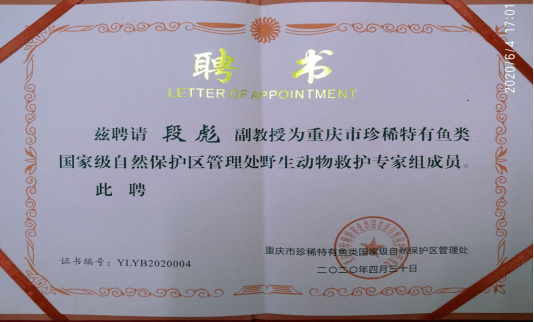 聘 书
LETTER OF APPOINTMENT
兹聘请 段彪 副教授为重庆市珍稀特有鱼类
国家级自然保护区管理处野生动物救护专家组成员。
此 聘
重庆市珍稀特有鱼类国家级自然保护区管理处
证书编号：YLYB2020004
二〇二〇年四月三十日
2020/6/4 17:01